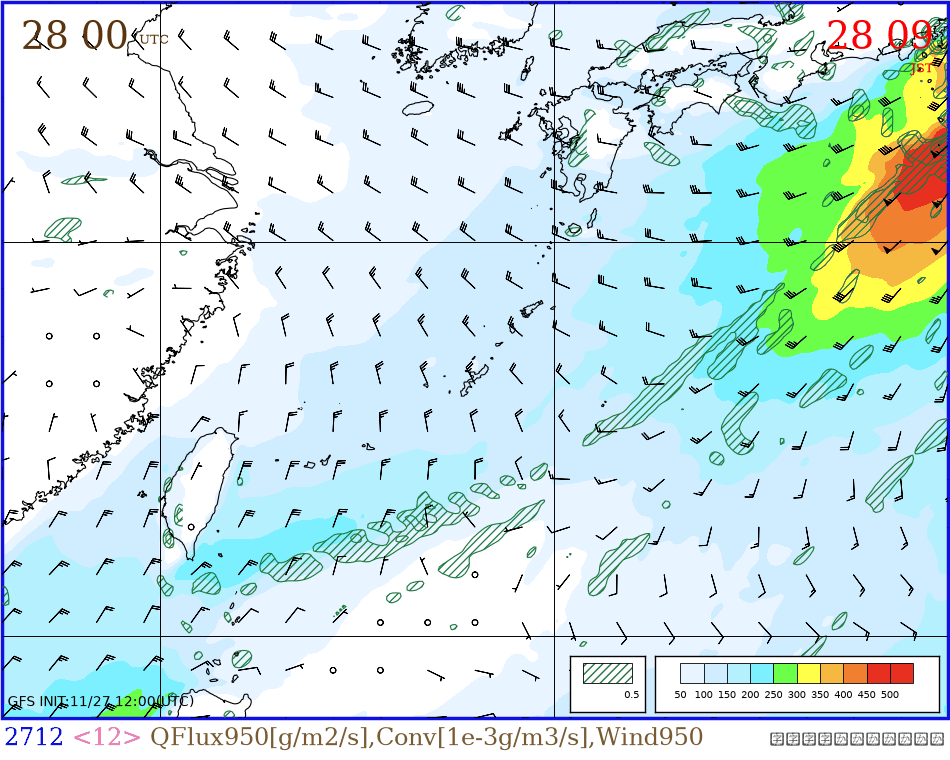 28 00 UTC
28 09
JST
0.5
50 100 150 200 250 300 350 400 450 500
GFS INIT:11/27 12:00(UTC)
2712 <12> QFlux950[g/m2/s],Conv[1e-3g/m3/s],Wind950